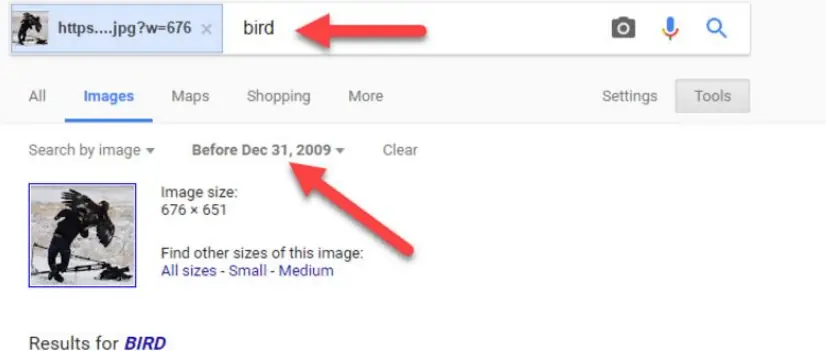 https....jpg?w=676 × bird
All Images Maps Shopping More Settings Tools
Search by image Before Dec 31, 2009 Clear
Image size:
676 × 651
Find other sizes of this image:
All sizes - Small - Medium
Results for BIRD